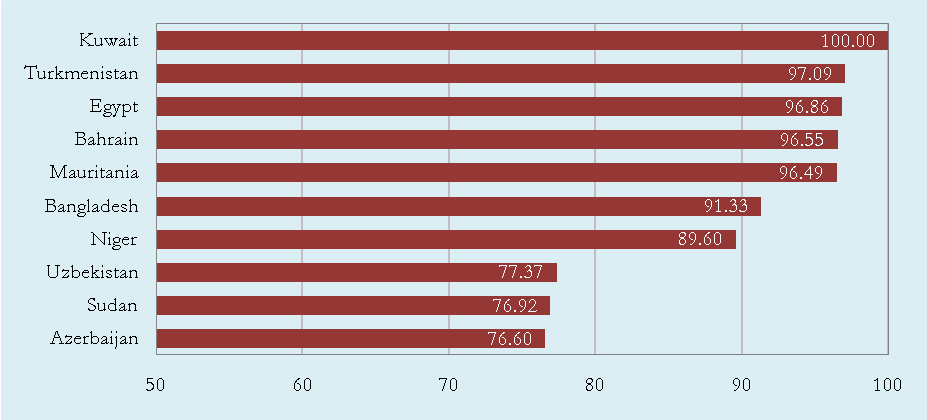 Kuwait 100.00
Turkmenistan 97.09
Egypt 96.86
Bahrain 96.55
Mauritania 96.49
Bangladesh 91.33
Niger 89.60
Uzbekistan 77.37
Sudan 76.92
Azerbaijan 76.60
50 60 70 80 90 100